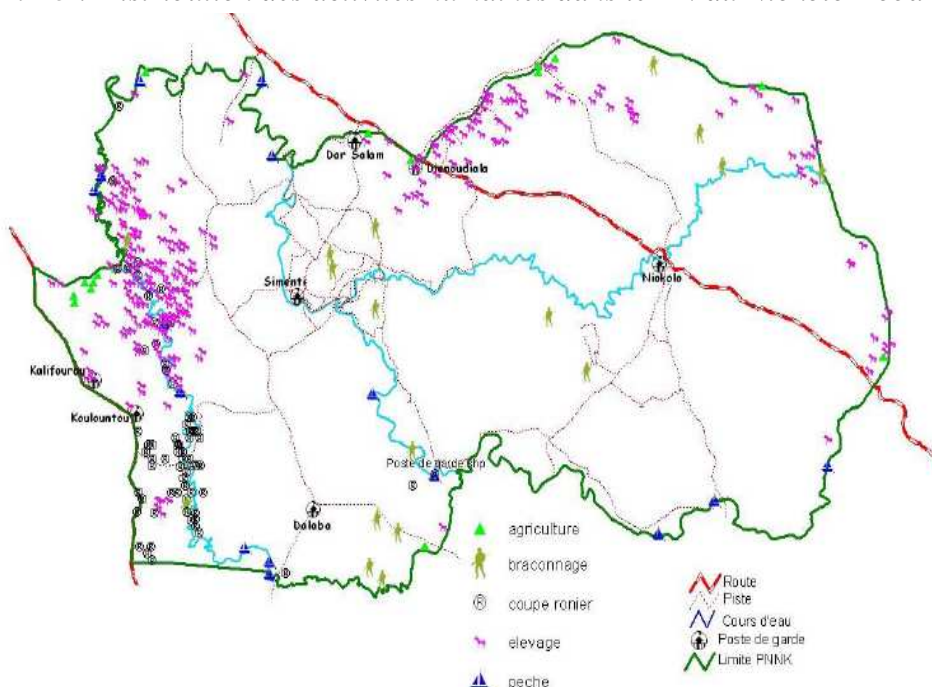 Dar Salam
Djenoudiala
Simenti
Niokolo
Kalifourou
Koulountou
Poste de garde
Dalaba
agriculture
braconnage
® coupe ronier
elevage
peche
Route
Piste
Cours d'eau
Poste de garde
Limite PNNK